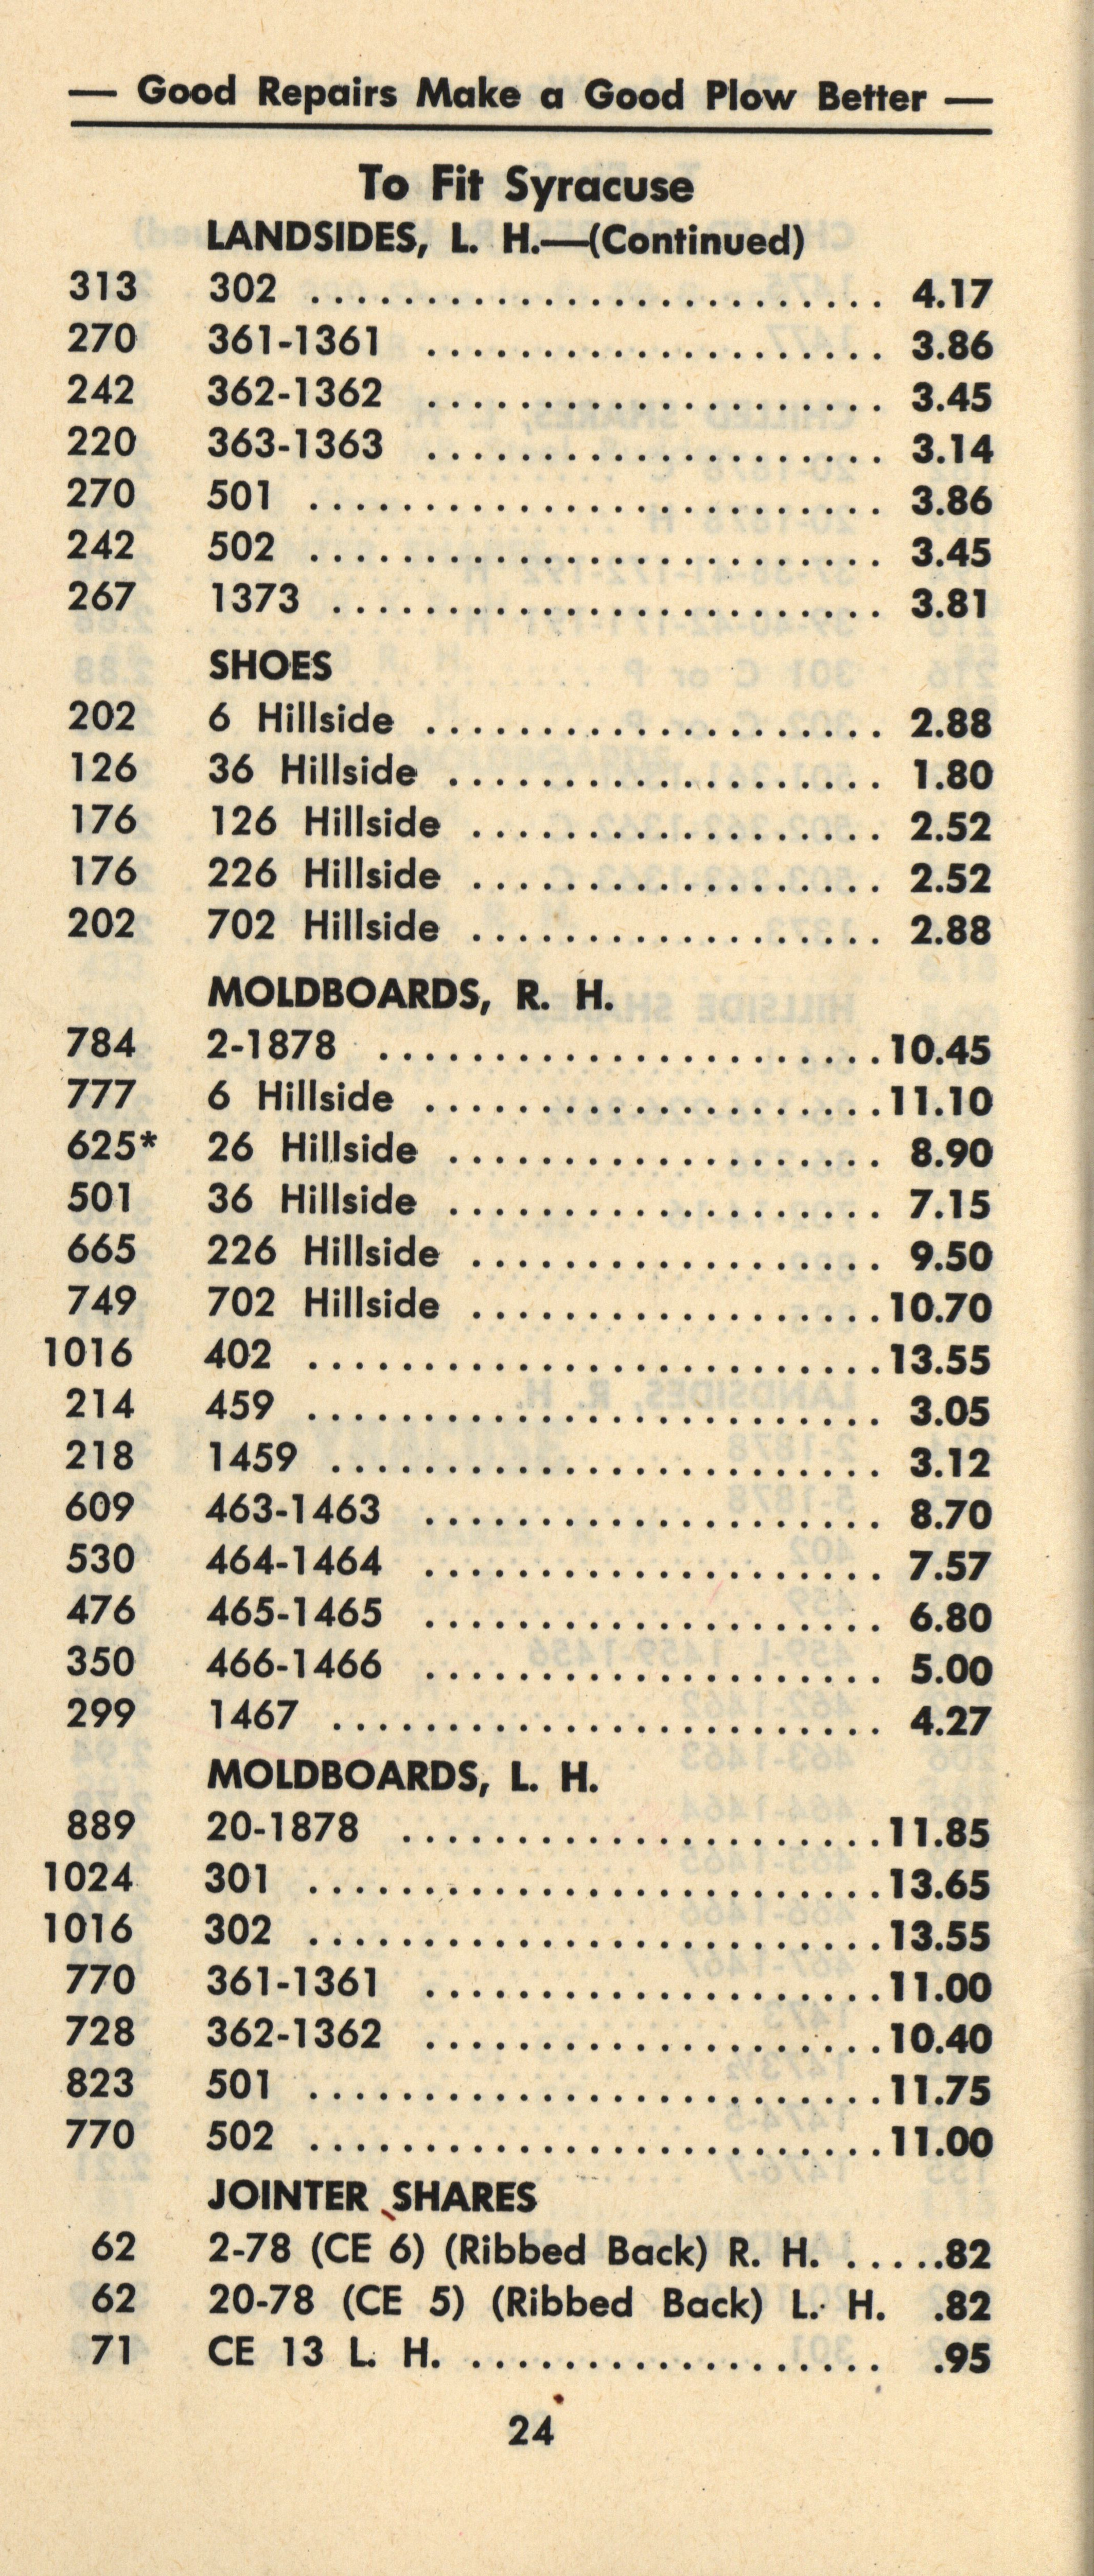 — Good Repairs Make a Good Plow Better —
To Fit Syracuse
LANDSIDES, L. H.—(Continued)
313 302 ......................... 4.17
270 361-1361 .................... 3.86
242 362-1362 .................... 3.45
220 363-1363 .................... 3.14
270 501 ......................... 3.86
242 502 ......................... 3.45
267 1373 ........................ 3.81
SHOES
202 6 Hillside .................... 2.88
126 36 Hillside ................... 1.80
176 126 Hillside .................. 2.52
176 226 Hillside .................. 2.52
202 702 Hillside .................. 2.88
MOLDBOARDS, R. H.
784 2-1878 ...................... 10.45
777 6 Hillside .................... 11.10
625* 26 Hillside ................... 8.90
501 36 Hillside ................... 7.15
665 226 Hillside .................. 9.50
749 702 Hillside .................. 10.70
1016 402 ......................... 13.55
214 459 ......................... 3.05
218 1459 ........................ 3.12
609 463-1463 .................... 8.70
530 464-1464 .................... 7.57
476 465-1465 .................... 6.80
350 466-1466 .................... 5.00
299 1467 ........................ 4.27
MOLDBOARDS, L. H.
889 20-1878 ..................... 11.85
1024 301 ......................... 13.65
1016 302 ......................... 13.55
770 361-1361 .................... 11.00
728 362-1362 .................... 10.40
823 501 ......................... 11.75
770 502 ......................... 11.00
JOINTER SHARES
62 2-78 (CE 6) (Ribbed Back) R. H. .....82
62 20-78 (CE 5) (Ribbed Back) L. H. .82
71 CE 13 L. H. .................. .95
24